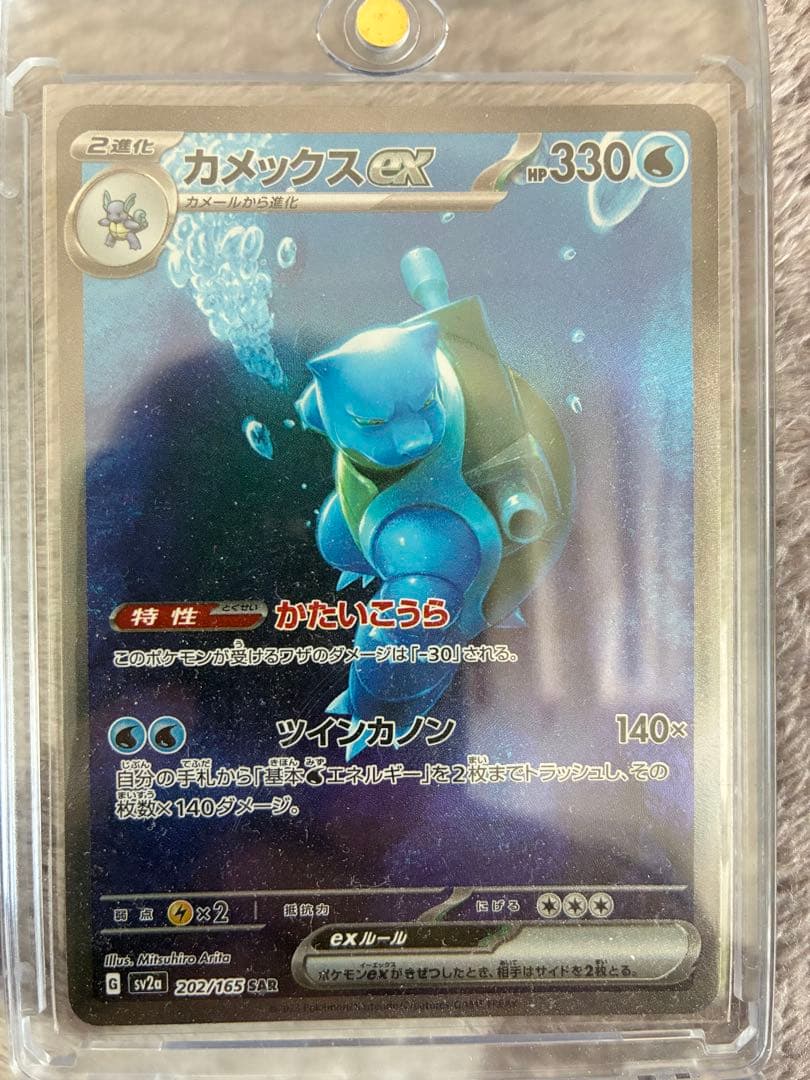 2進化 カメックスex HP330
カメールから進化
特性 とくせい かたいこうら
このポケモンが受けるワザのダメージは「-30」される。
ツインカノン 140×
自分の手札から「基本エネルギー」を2枚までトラッシュし、その
枚数×140ダメージ。
弱点 ×2 抵抗力 にげる
exルール
ポケモンexがきぜつしたとき、相手はサイドを2枚とる。
Illus. Mitsuhiro Arita
G sv2a 202/165 SAR